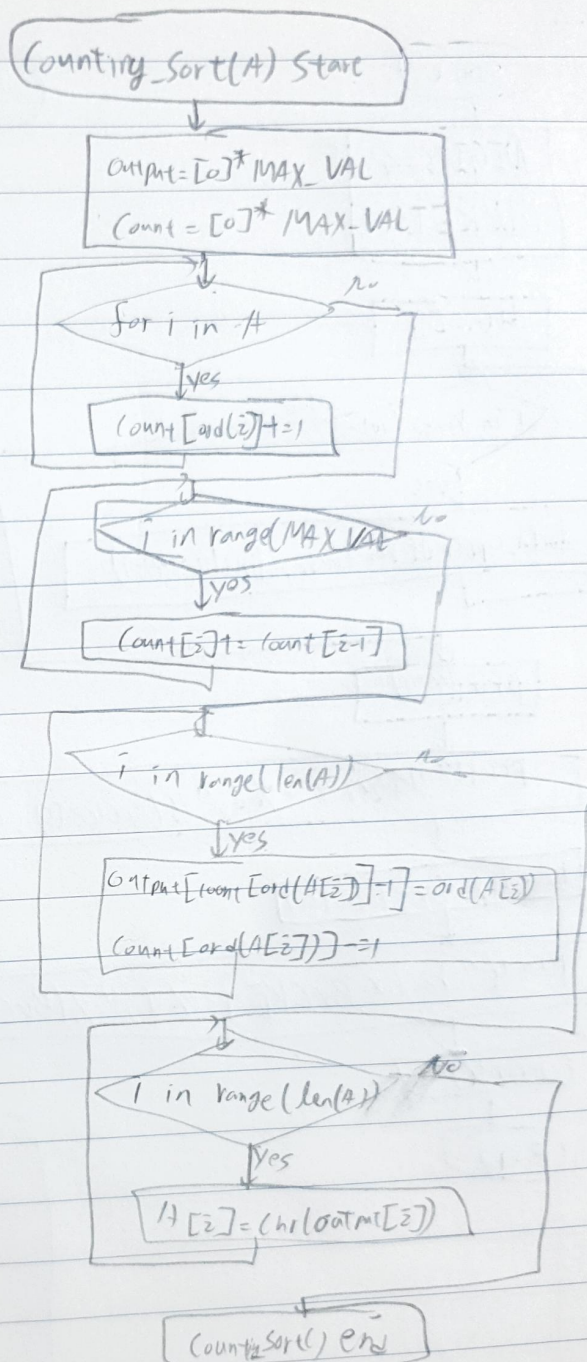 Counting_Sort(A) Start
Output=[0]*MAX_VAL
Count=[0]*MAX_VAL
for i in A
no
yes
Count[ord(i)]+=1
i in range(MAX_VAL
no
yes
Count[i]+=Count[i-1]
i in range(len(A))
no
yes
Output[Count[ord(A[i])]-1]=ord(A[i])
Count[ord(A[i])]-=1
i in range(len(A))
No
yes
A[i]=Chr(output[i])
Counting_Sort() end